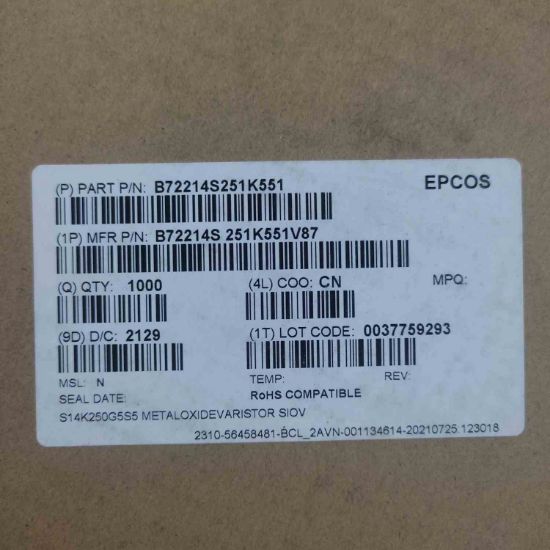 (P) PART P/N: B72214S251K551 EPCOS
(1P) MFR P/N: B72214S 251K551V87
(Q) QTY: 1000 (4L) COO: CN MPQ:
(9D) D/C: 2129 (1T) LOT CODE: 0037759293
MSL: N TEMP: REV:
SEAL DATE: RoHS COMPATIBLE
S14K250G5S5 METALOXIDEVARISTOR SIOV
2310-56458481-BCL_2AVN-001134614-20210725.123018